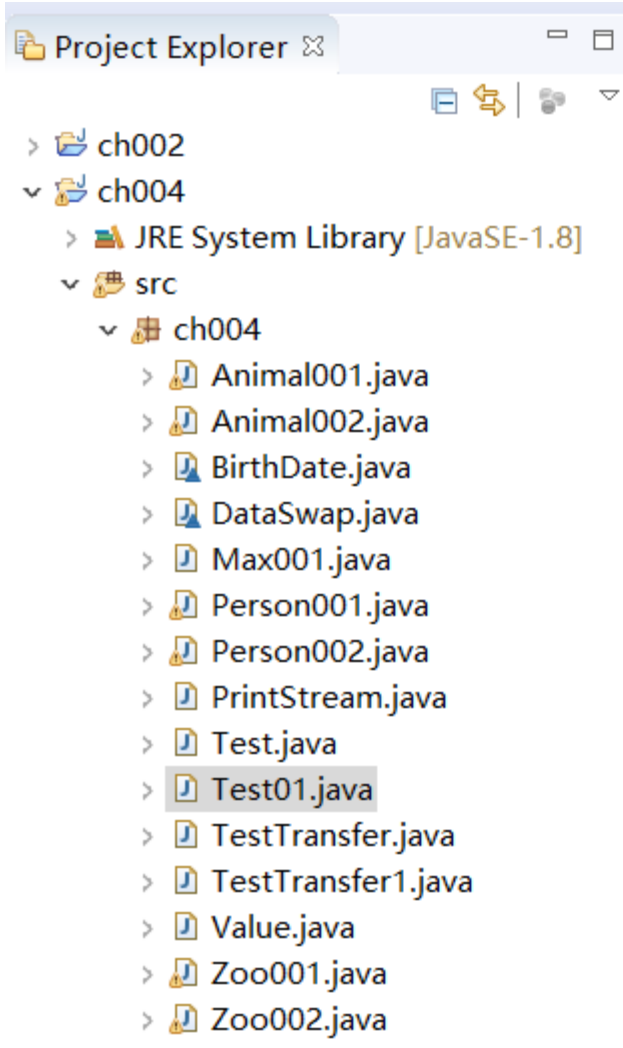 Project Explorer
ch002
ch004
JRE System Library [JavaSE-1.8]
src
ch004
Animal001.java
Animal002.java
BirthDate.java
DataSwap.java
Max001.java
Person001.java
Person002.java
PrintStream.java
Test.java
Test01.java
TestTransfer.java
TestTransfer1.java
Value.java
Zoo001.java
Zoo002.java